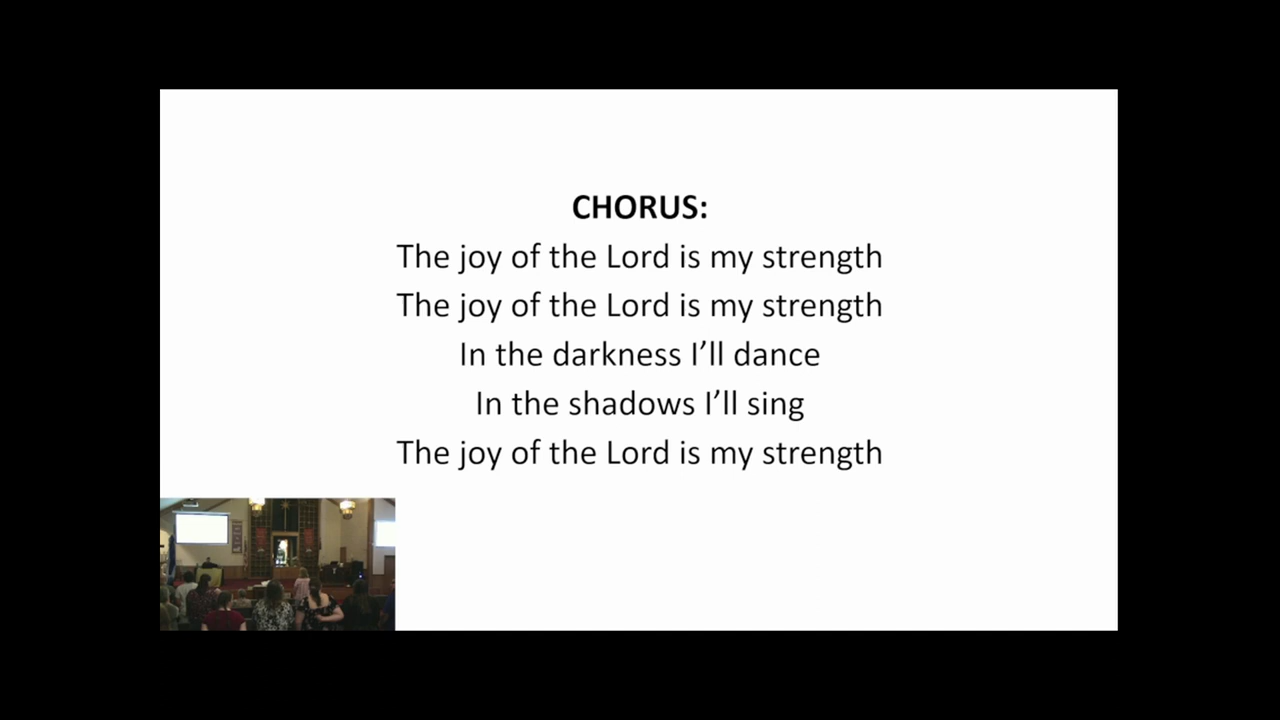 CHORUS:
The joy of the Lord is my strength
The joy of the Lord is my strength
In the darkness I’ll dance
In the shadows I’ll sing
The joy of the Lord is my strength